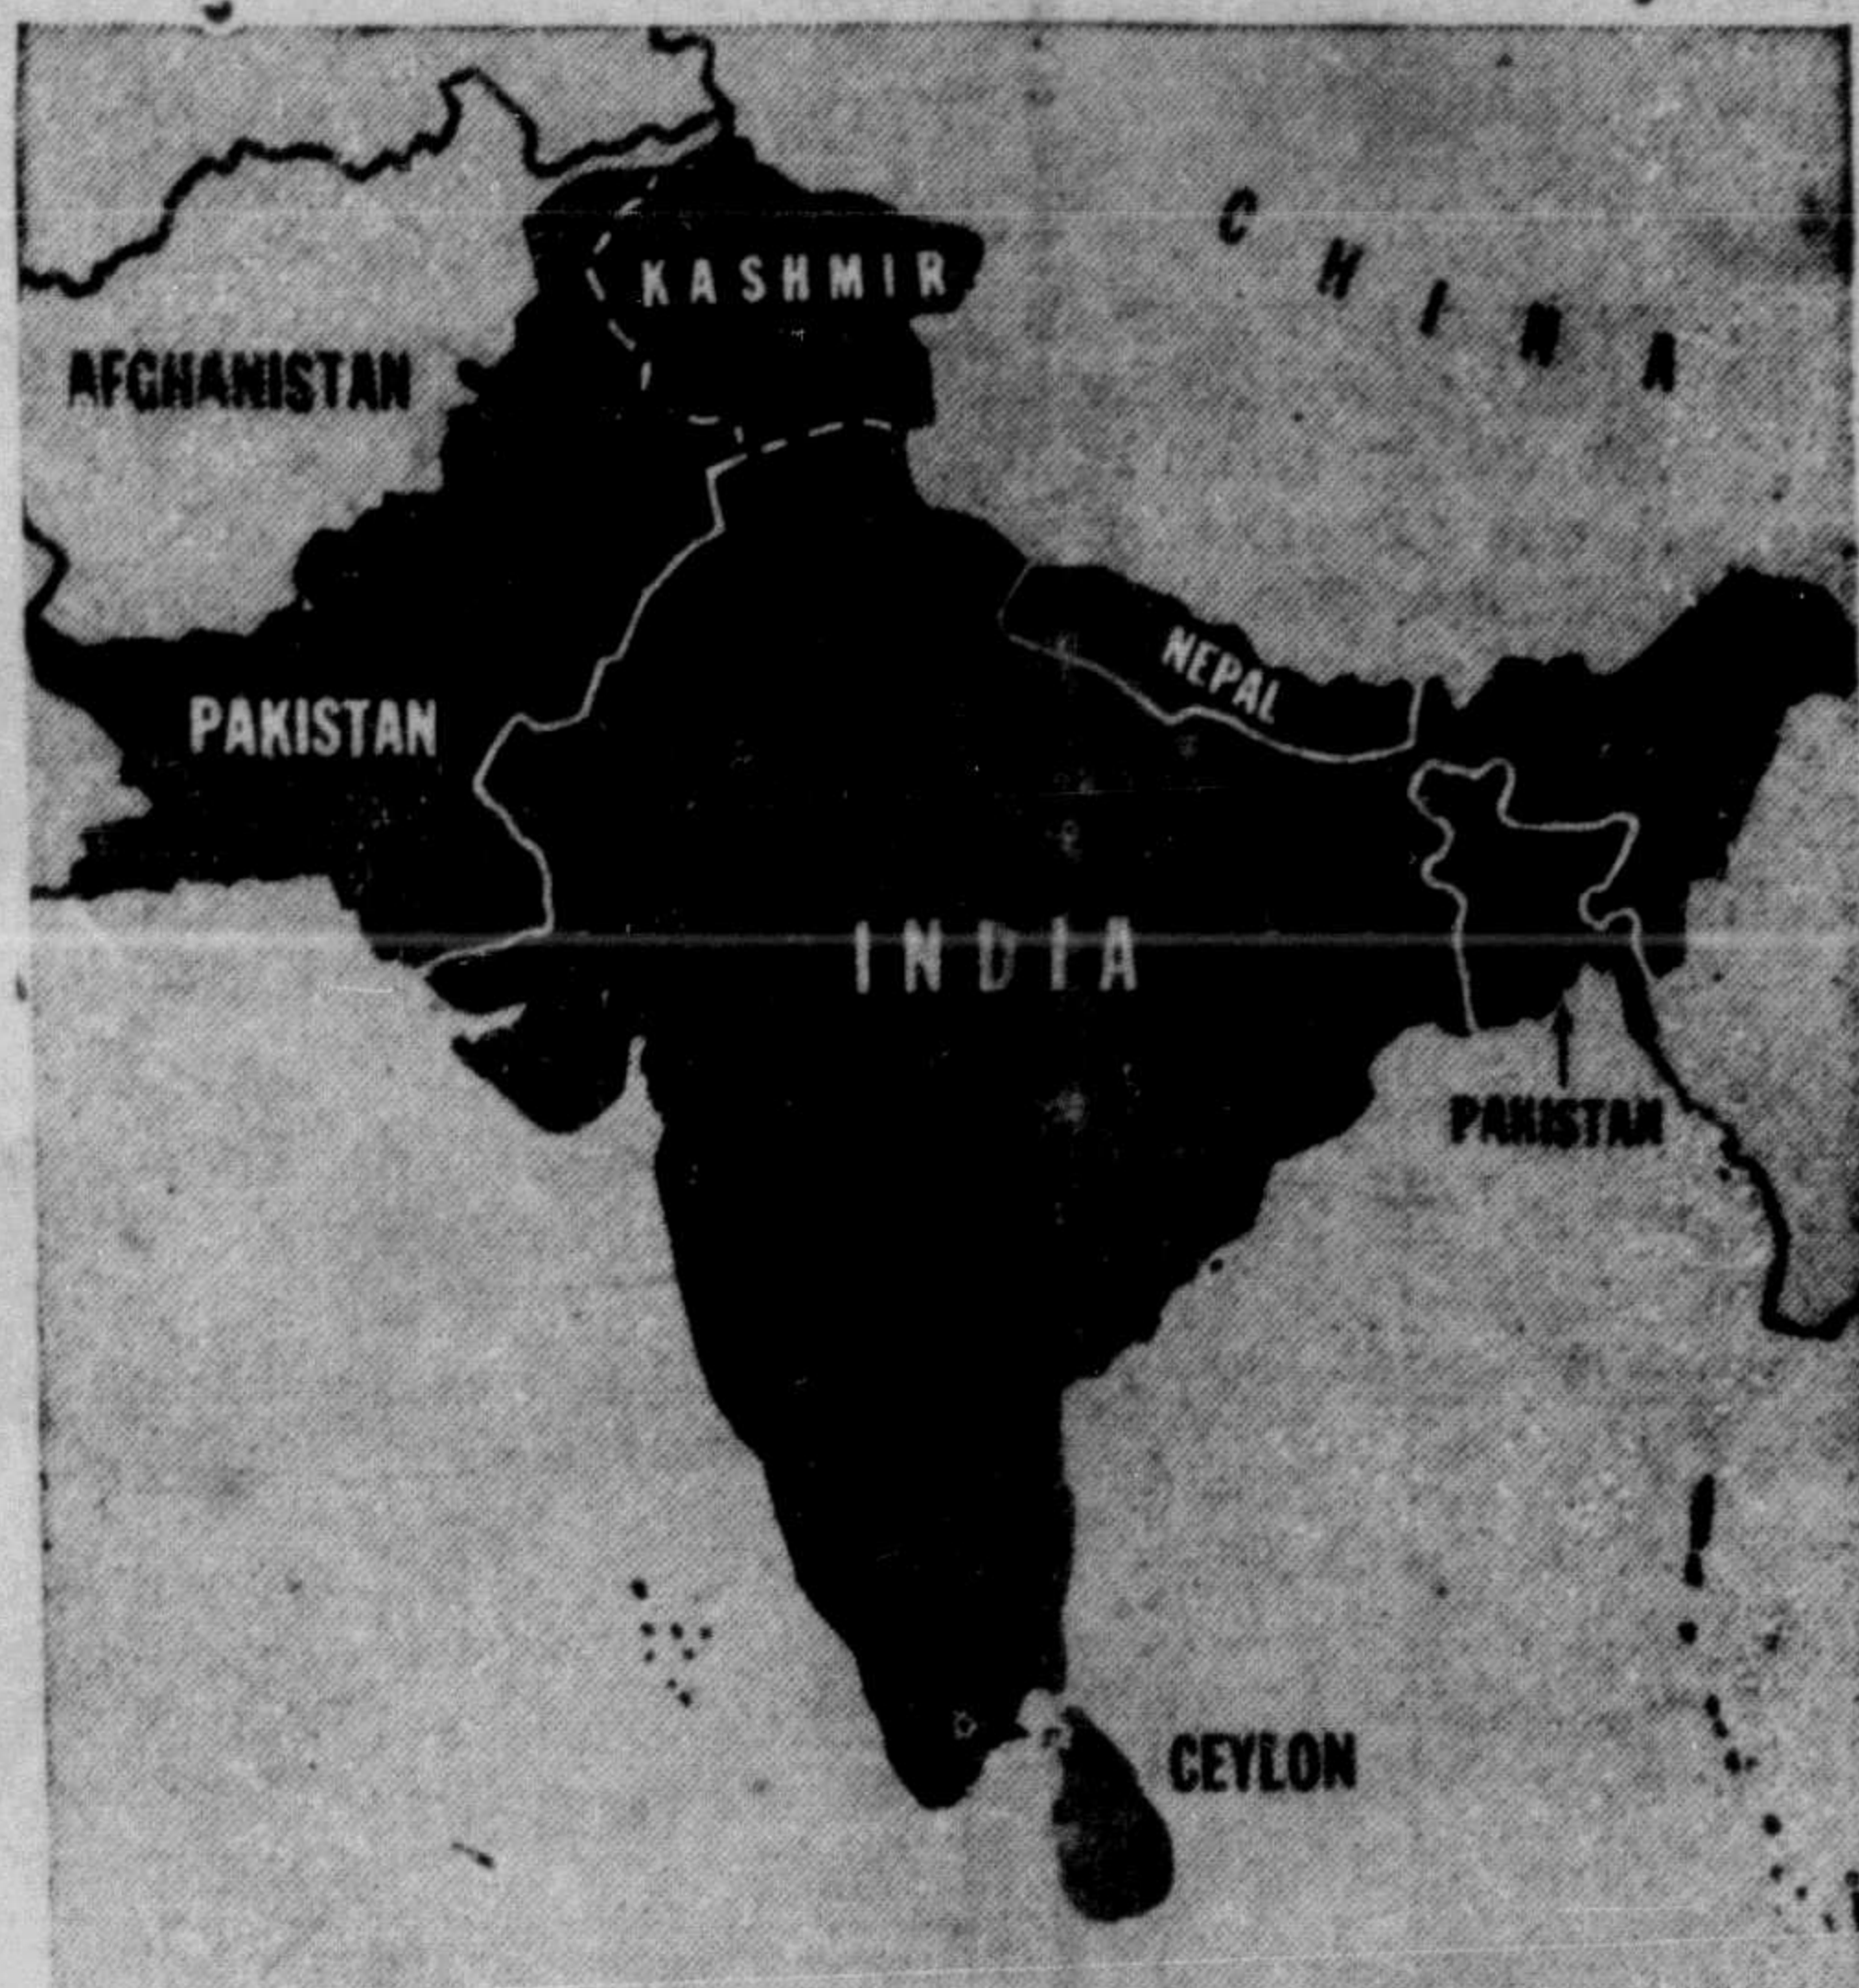 CHINA
KASHMIR
AFGHANISTAN
NEPAL
PAKISTAN
INDIA
PAKISTAN
CEYLON